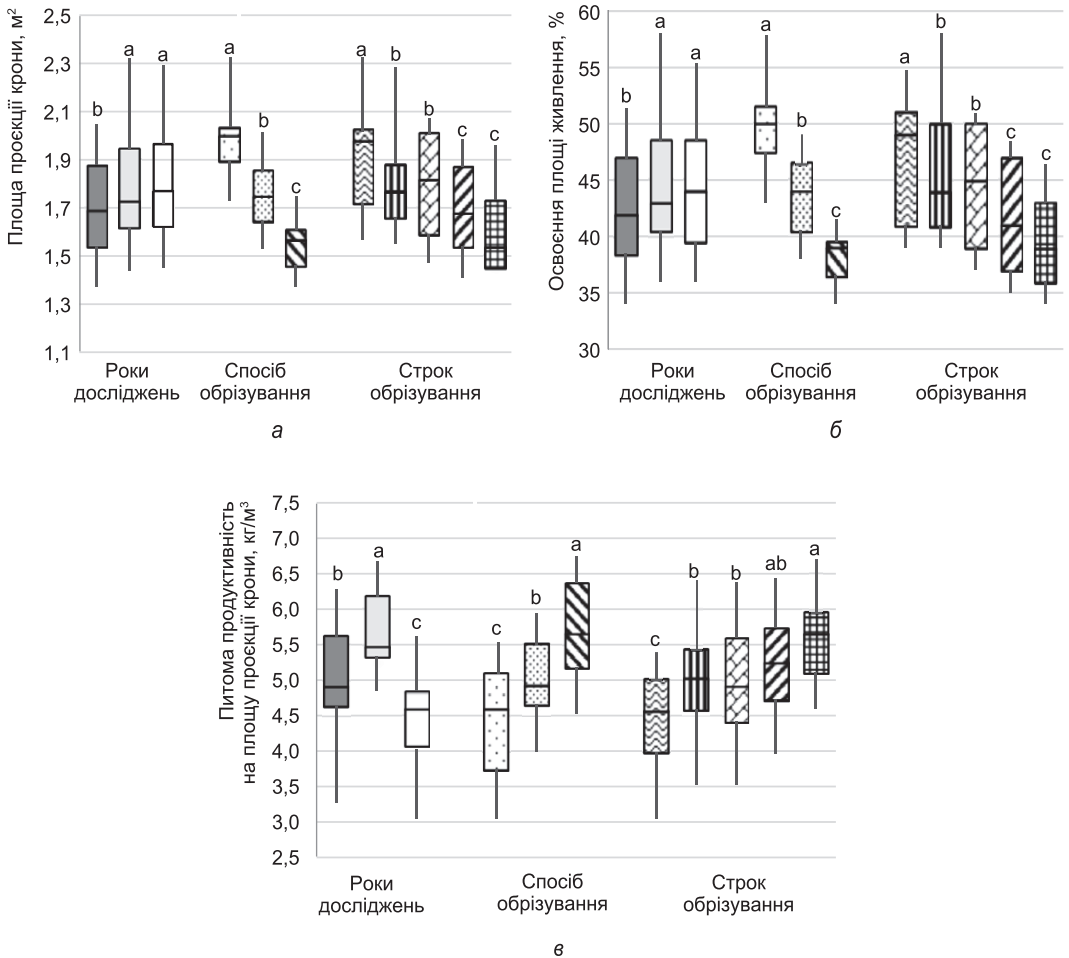 Площа проєкції крони, м²
2,5
2,3
2,1
1,9
1,7
1,5
1,3
1,1
b
a
a
a
b
c
a
b
b
c
c
Роки
досліджень
Спосіб
обрізування
Строк
обрізування
а
Освоєння площі живлення, %
60
55
50
45
40
35
30
b
a
a
a
b
c
a
b
b
c
c
Роки
досліджень
Спосіб
обрізування
Строк
обрізування
б
Питома продуктивність
на площу проєкції крони, кг/м³
7,5
7,0
6,5
6,0
5,5
5,0
4,5
4,0
3,5
3,0
2,5
b
a
c
c
b
a
c
b
b
ab
a
Роки
досліджень
Спосіб
обрізування
Строк
обрізування
в